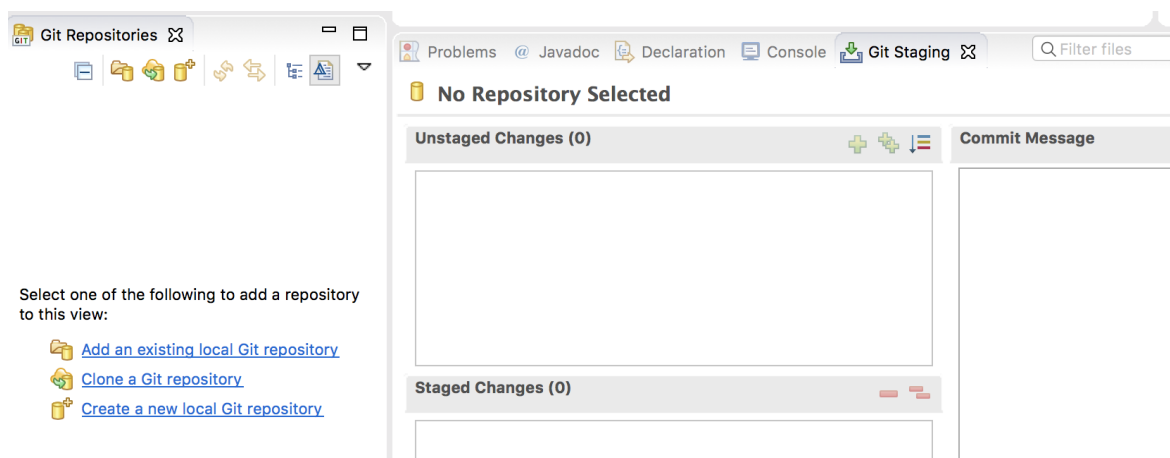 GIT Git Repositories
Select one of the following to add a repository
to this view:
Add an existing local Git repository
Clone a Git repository
Create a new local Git repository
Problems @ Javadoc Declaration Console Git Staging Filter files
No Repository Selected
Unstaged Changes (0)
Staged Changes (0)
Commit Message